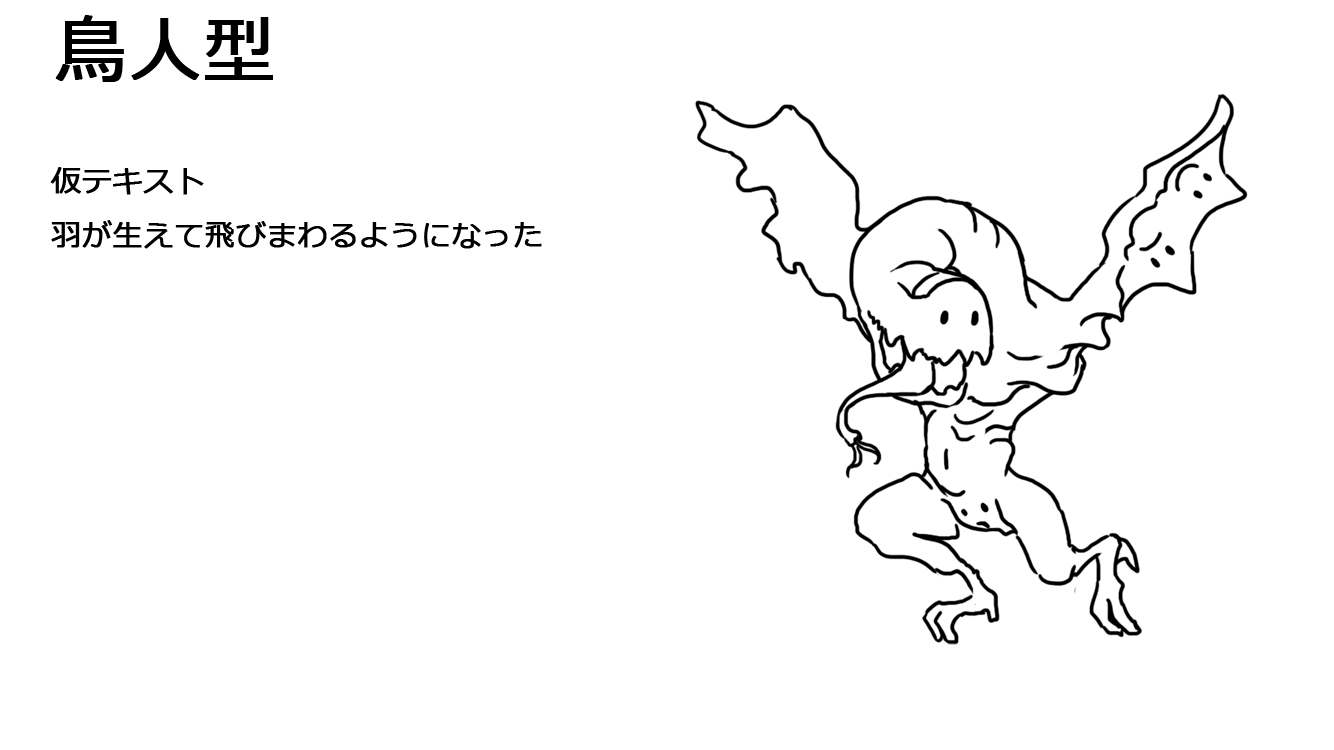 鳥人型
仮テキスト
羽が生えて飛びまわるようになった